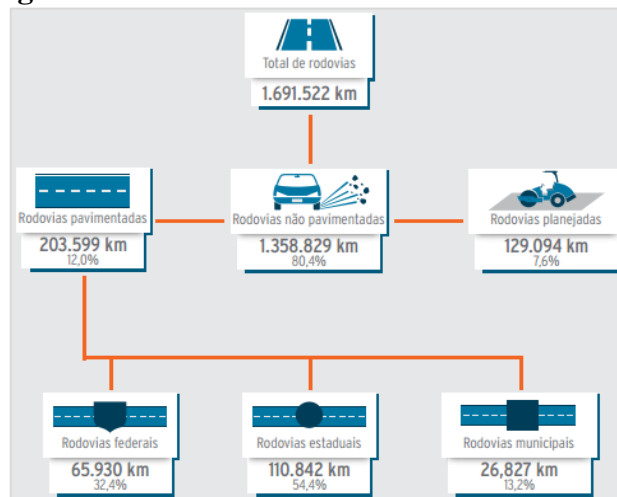 Total de rodovias
1.691.522 km
Rodovias pavimentadas
203.599 km
12,0%
Rodovias não pavimentadas
1.358.829 km
80,4%
Rodovias planejadas
129.094 km
7,6%
Rodovias federais
65.930 km
32,4%
Rodovias estaduais
110.842 km
54,4%
Rodovias municipais
26,827 km
13,2%